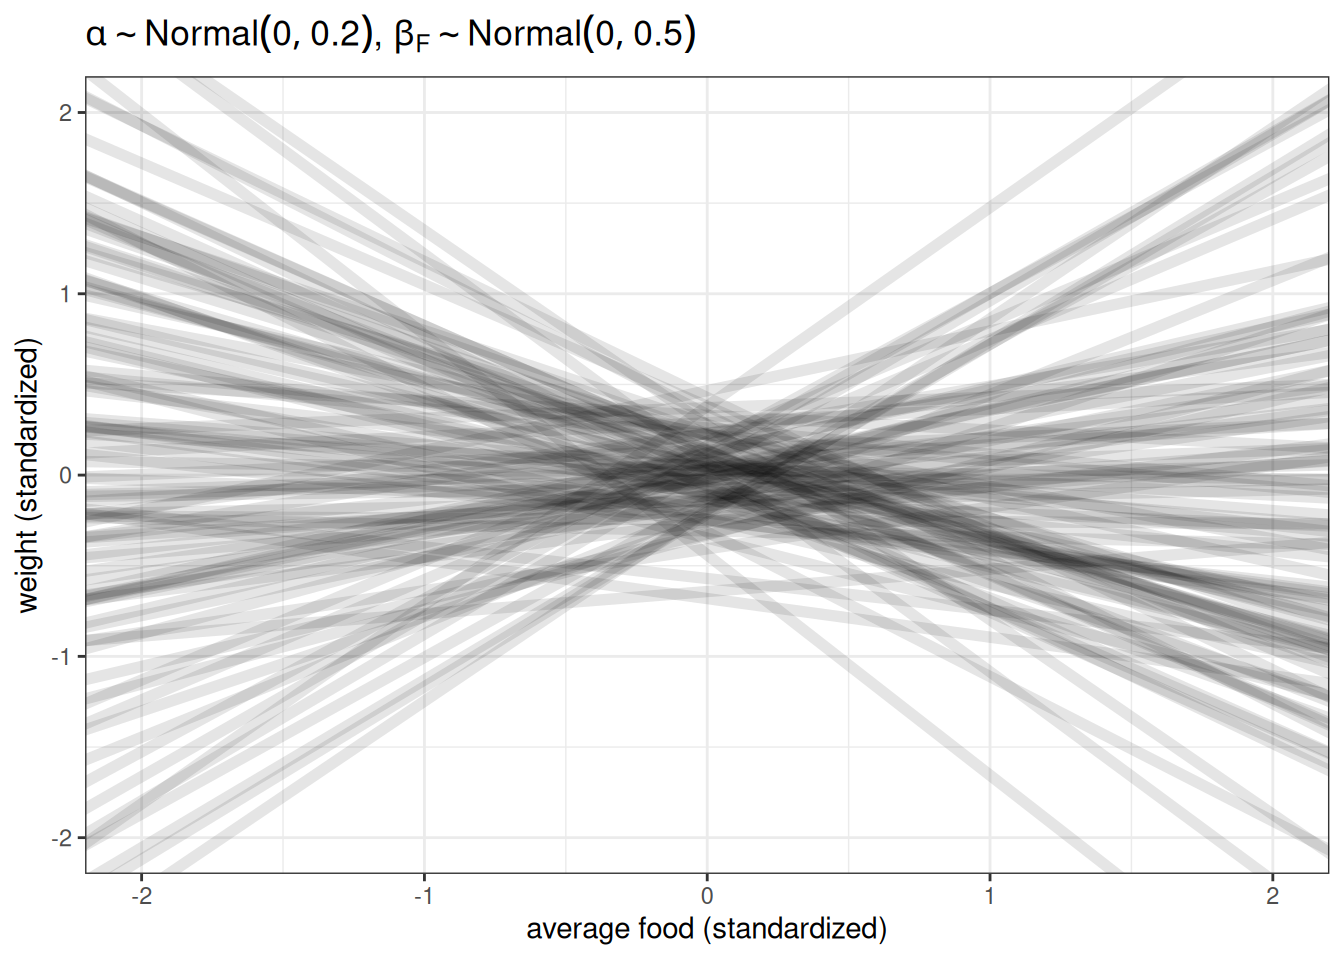 α ~ Normal(0, 0.2), βF ~ Normal(0, 0.5)
2
1
0
-1
-2
weight (standardized)
-2 -1 0 1 2
average food (standardized)